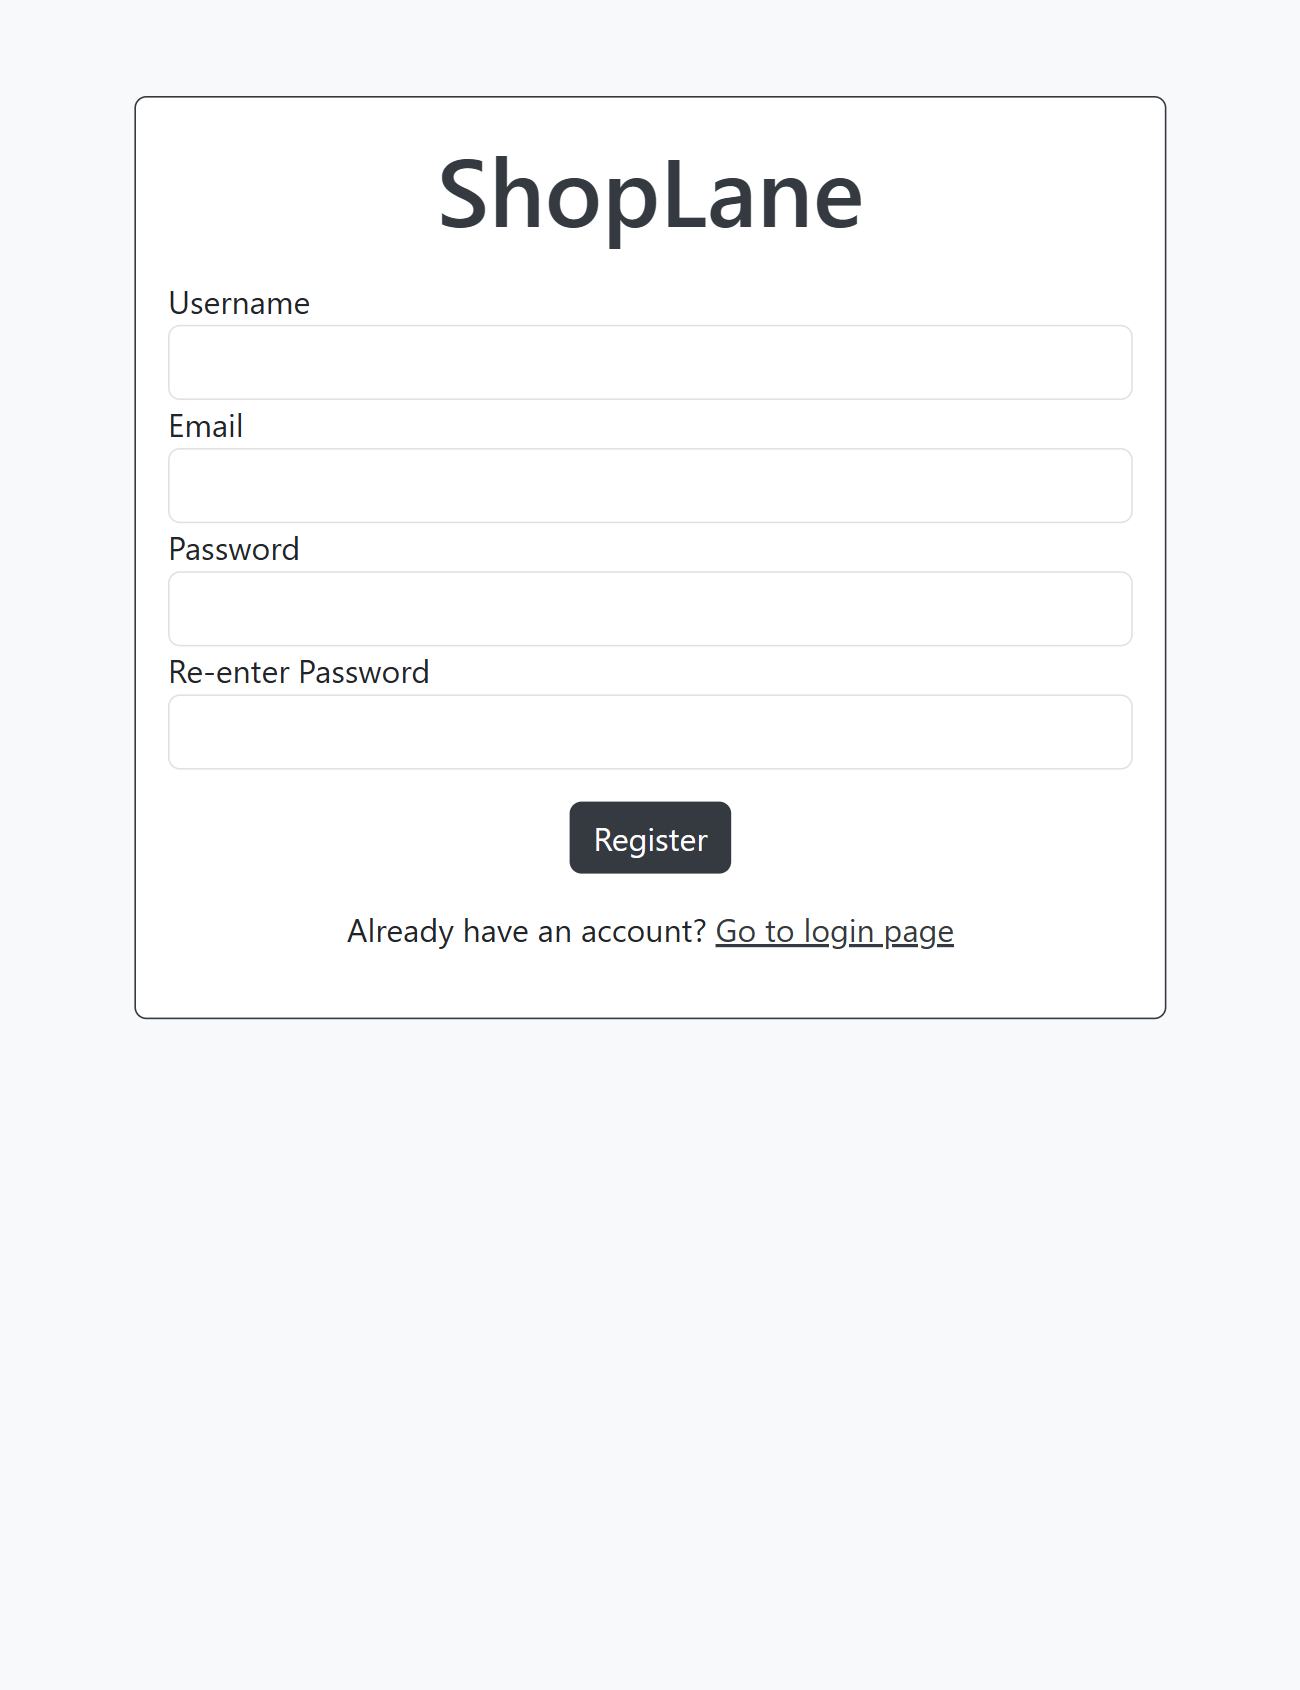 ShopLane
Username
Email
Password
Re-enter Password
Register
Already have an account? Go to login page